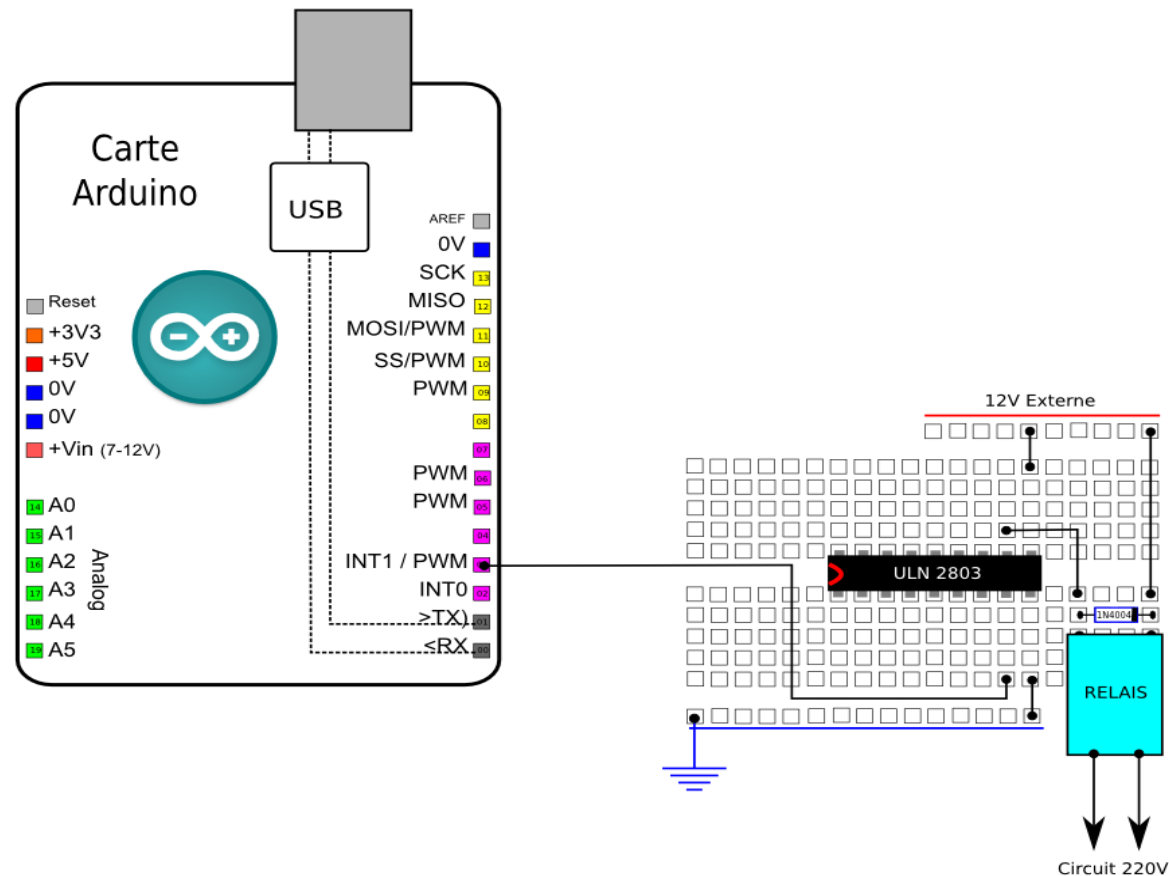 Carte
Arduino
USB
AREF
0V
SCK 13
MISO 12
MOSI/PWM 11
SS/PWM 10
PWM 09
08
07
PWM 06
PWM 05
04
INT1 / PWM
INT0 02
>TX) 01
<RX 00
Reset
+3V3
+5V
0V
0V
+Vin (7-12V)
14 A0
15 A1
16 A2
17 A3
18 A4
19 A5
Analog
12V Externe
ULN 2803
1N4004
RELAIS
Circuit 220V